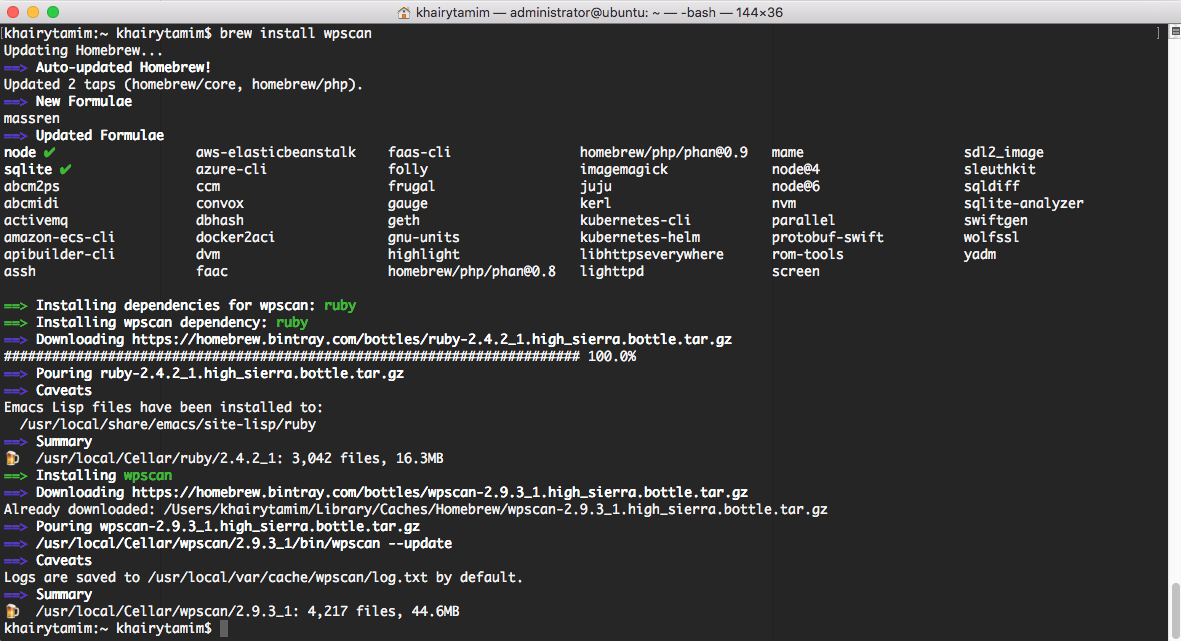 khairytamim — administrator@ubuntu: ~ — -bash — 144×36
[khairytamim:~ khairytamim$ brew install wpscan ]
Updating Homebrew...
==> Auto-updated Homebrew!
Updated 2 taps (homebrew/core, homebrew/php).
==> New Formulae
massren
==> Updated Formulae
node ✔ aws-elasticbeanstalk faas-cli homebrew/php/phan@0.9 mame sdl2_image
sqlite ✔ azure-cli folly imagemagick node@4 sleuthkit
abcm2ps ccm frugal juju node@6 sqldiff
abcmidi convox gauge kerl nvm sqlite-analyzer
activemq dbhash geth kubernetes-cli parallel swiftgen
amazon-ecs-cli docker2aci gnu-units kubernetes-helm protobuf-swift wolfssl
apibuilder-cli dvm highlight libhttpseverywhere rom-tools yadm
assh faac homebrew/php/phan@0.8 lighttpd screen
==> Installing dependencies for wpscan: ruby
==> Installing wpscan dependency: ruby
==> Downloading https://homebrew.bintray.com/bottles/ruby-2.4.2_1.high_sierra.bottle.tar.gz
######################################################################## 100.0%
==> Pouring ruby-2.4.2_1.high_sierra.bottle.tar.gz
==> Caveats
Emacs Lisp files have been installed to:
/usr/local/share/emacs/site-lisp/ruby
==> Summary
🍺 /usr/local/Cellar/ruby/2.4.2_1: 3,042 files, 16.3MB
==> Installing wpscan
==> Downloading https://homebrew.bintray.com/bottles/wpscan-2.9.3_1.high_sierra.bottle.tar.gz
Already downloaded: /Users/khairytamim/Library/Caches/Homebrew/wpscan-2.9.3_1.high_sierra.bottle.tar.gz
==> Pouring wpscan-2.9.3_1.high_sierra.bottle.tar.gz
==> /usr/local/Cellar/wpscan/2.9.3_1/bin/wpscan --update
==> Caveats
Logs are saved to /usr/local/var/cache/wpscan/log.txt by default.
==> Summary
🍺 /usr/local/Cellar/wpscan/2.9.3_1: 4,217 files, 44.6MB
khairytamim:~ khairytamim$